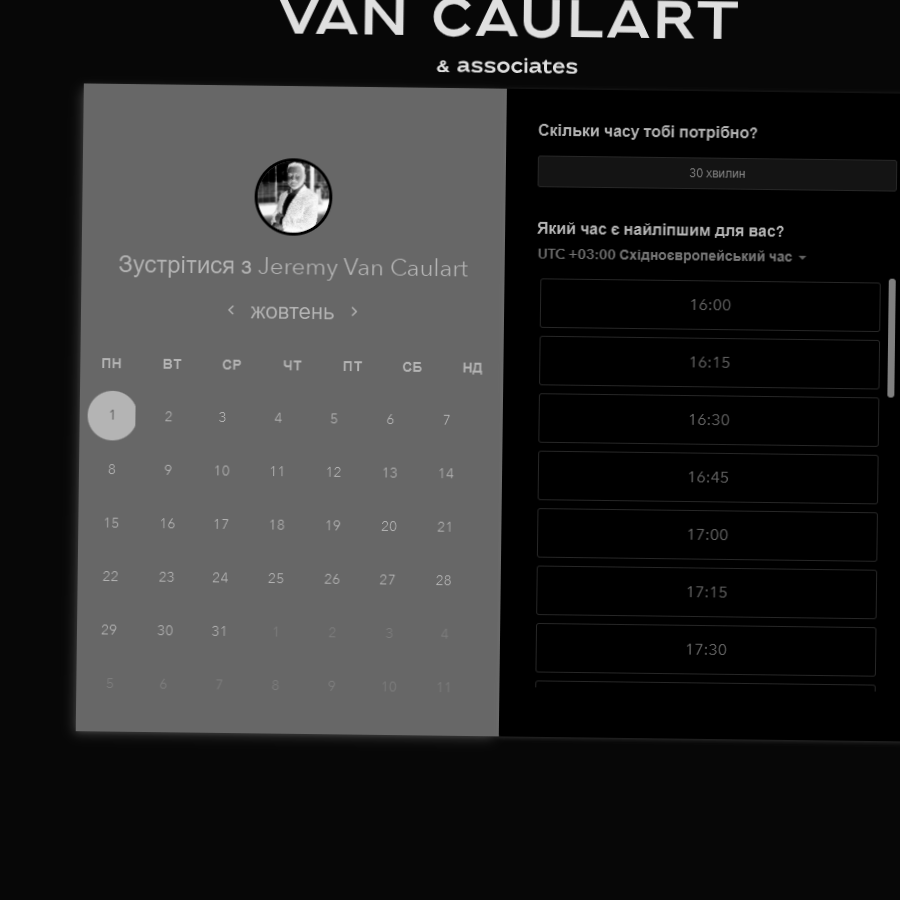 VAN CAULART
& associates
Зустрітися з Jeremy Van Caulart
жовтень
ПН ВТ СР ЧТ ПТ СБ НД
1 2 3 4 5 6 7
8 9 10 11 12 13 14
15 16 17 18 19 20 21
22 23 24 25 26 27 28
29 30 31 1 2 3 4
5 6 7 8 9 10 11
Скільки часу тобі потрібно?
30 хвилин
Який час є найліпшим для вас?
UTC +03:00 Східноєвропейський час
16:00
16:15
16:30
16:45
17:00
17:15
17:30